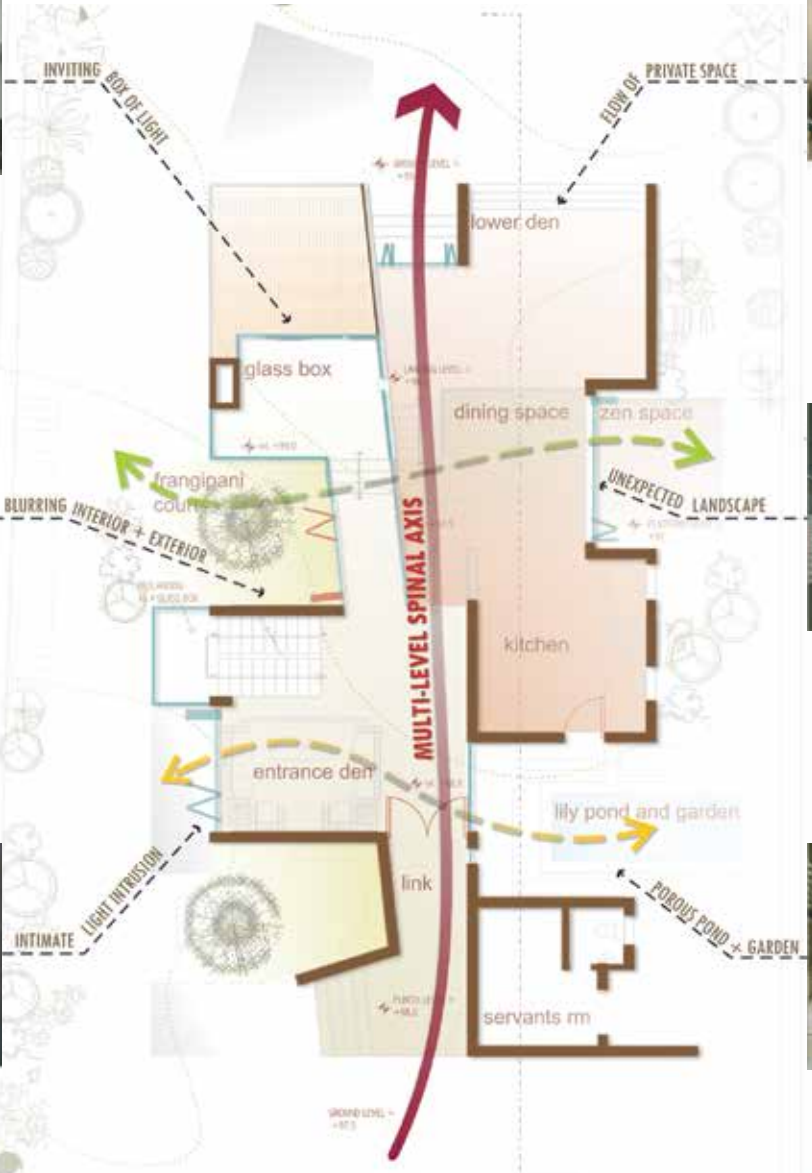 INVITING BOX OF LIGHT
FLOW OF PRIVATE SPACE
lower den
glass box
dining space
zen space
frangipani
court
UNEXPECTED LANDSCAPE
BLURRING INTERIOR + EXTERIOR
MULTI-LEVEL SPINAL AXIS
kitchen
entrance den
lily pond and garden
link
INTIMATE LIGHT INTRUSION
POROUS POND + GARDEN
servants rm
GROUND LEVEL =